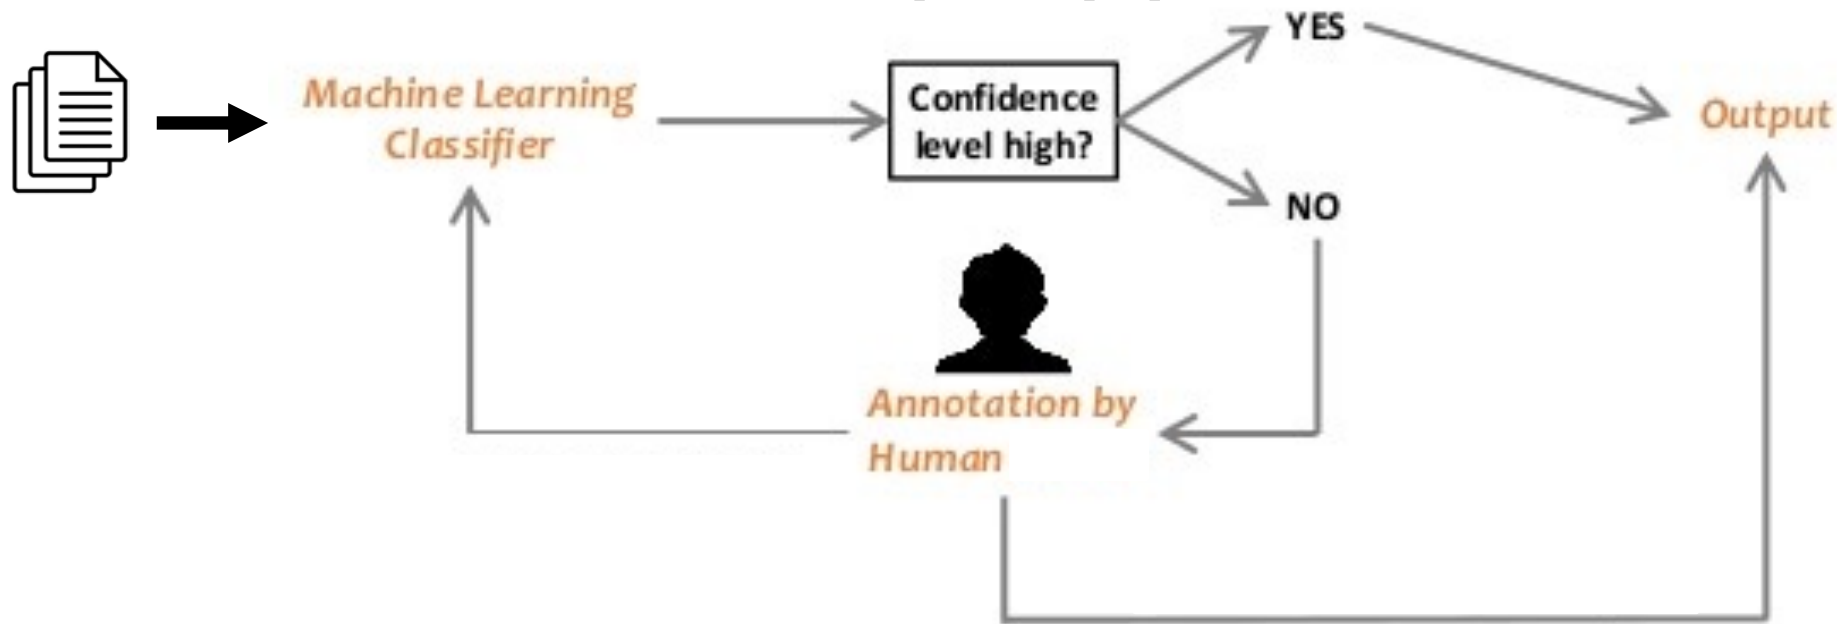 YES
Machine Learning
Classifier
Confidence
level high?
Output
NO
Annotation by
Human